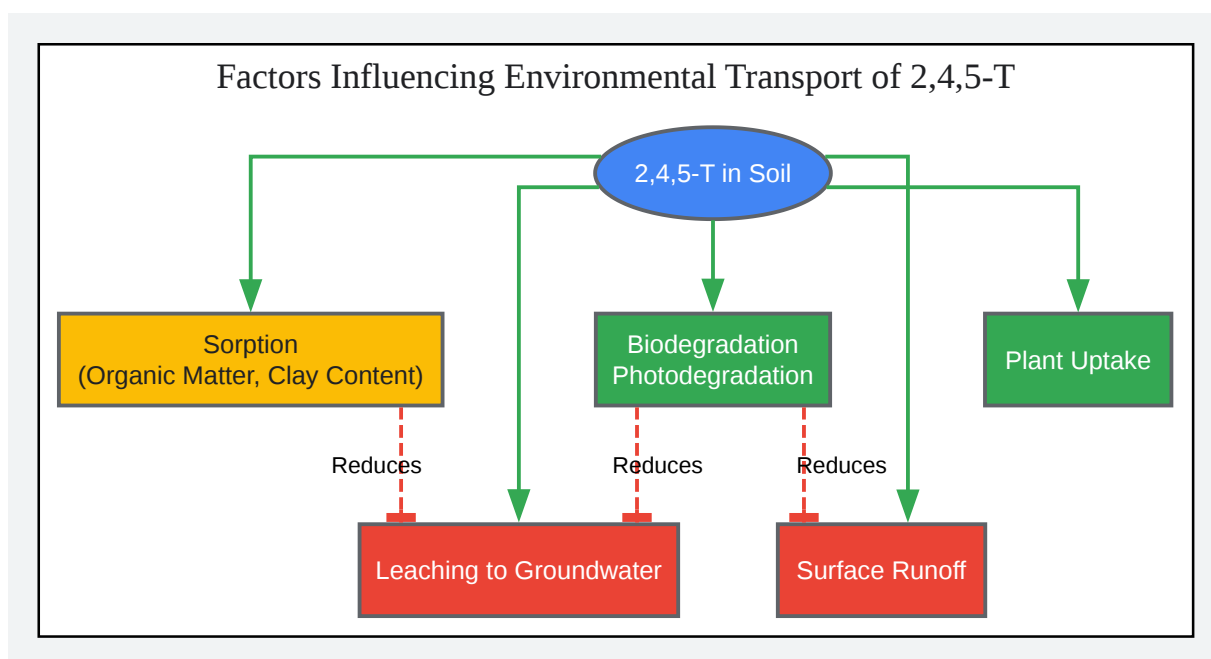 Factors Influencing Environmental Transport of 2,4,5-T
2,4,5-T in Soil
Sorption
(Organic Matter, Clay Content)
Biodegradation
Photodegradation
Plant Uptake
Reduces
Reduces
Reduces
Leaching to Groundwater
Surface Runoff